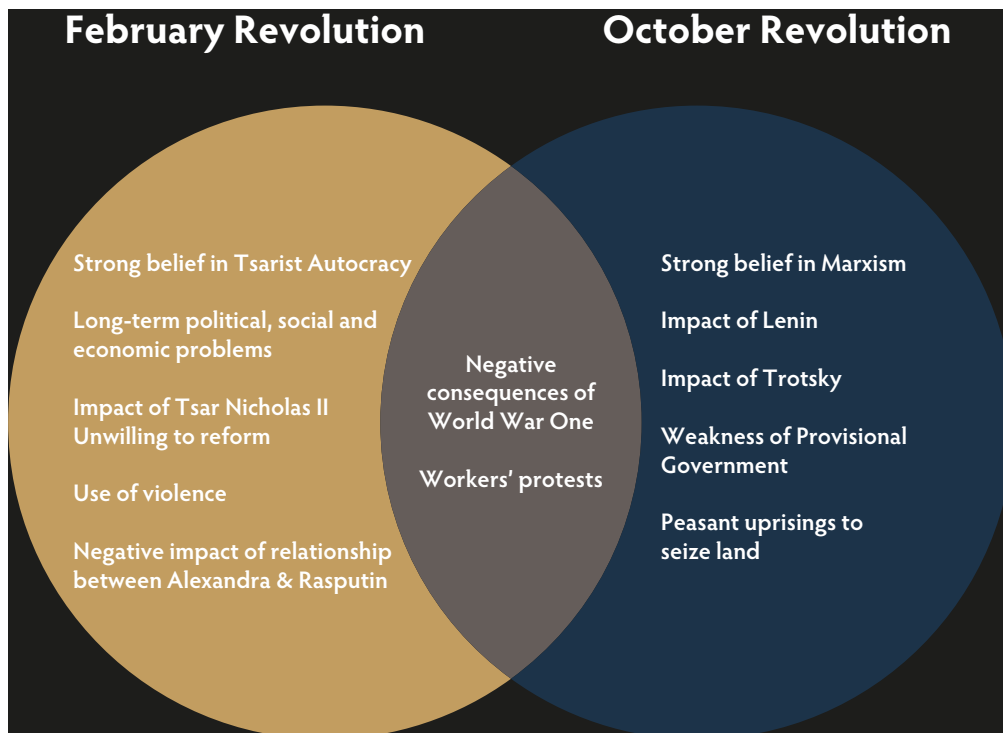 February Revolution
October Revolution
Strong belief in Tsarist Autocracy
Long-term political, social and
economic problems
Impact of Tsar Nicholas II
Unwilling to reform
Use of violence
Negative impact of relationship
between Alexandra & Rasputin
Negative
consequences of
World War One
Workers’ protests
Strong belief in Marxism
Impact of Lenin
Impact of Trotsky
Weakness of Provisional
Government
Peasant uprisings to
seize land